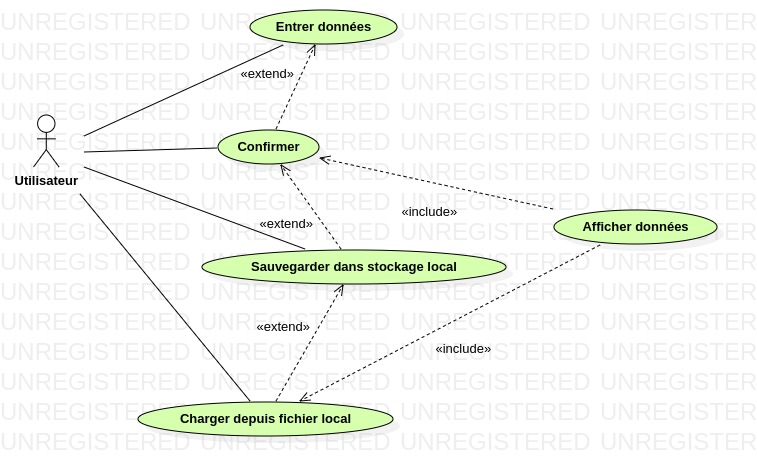 UNREGISTERED UNREGISTERED UNREGISTERED UNREGISTERED
Entrer données
«extend»
Confirmer
Utilisateur
«include»
«extend»
Afficher données
Sauvegarder dans stockage local
«extend»
«include»
Charger depuis fichier local